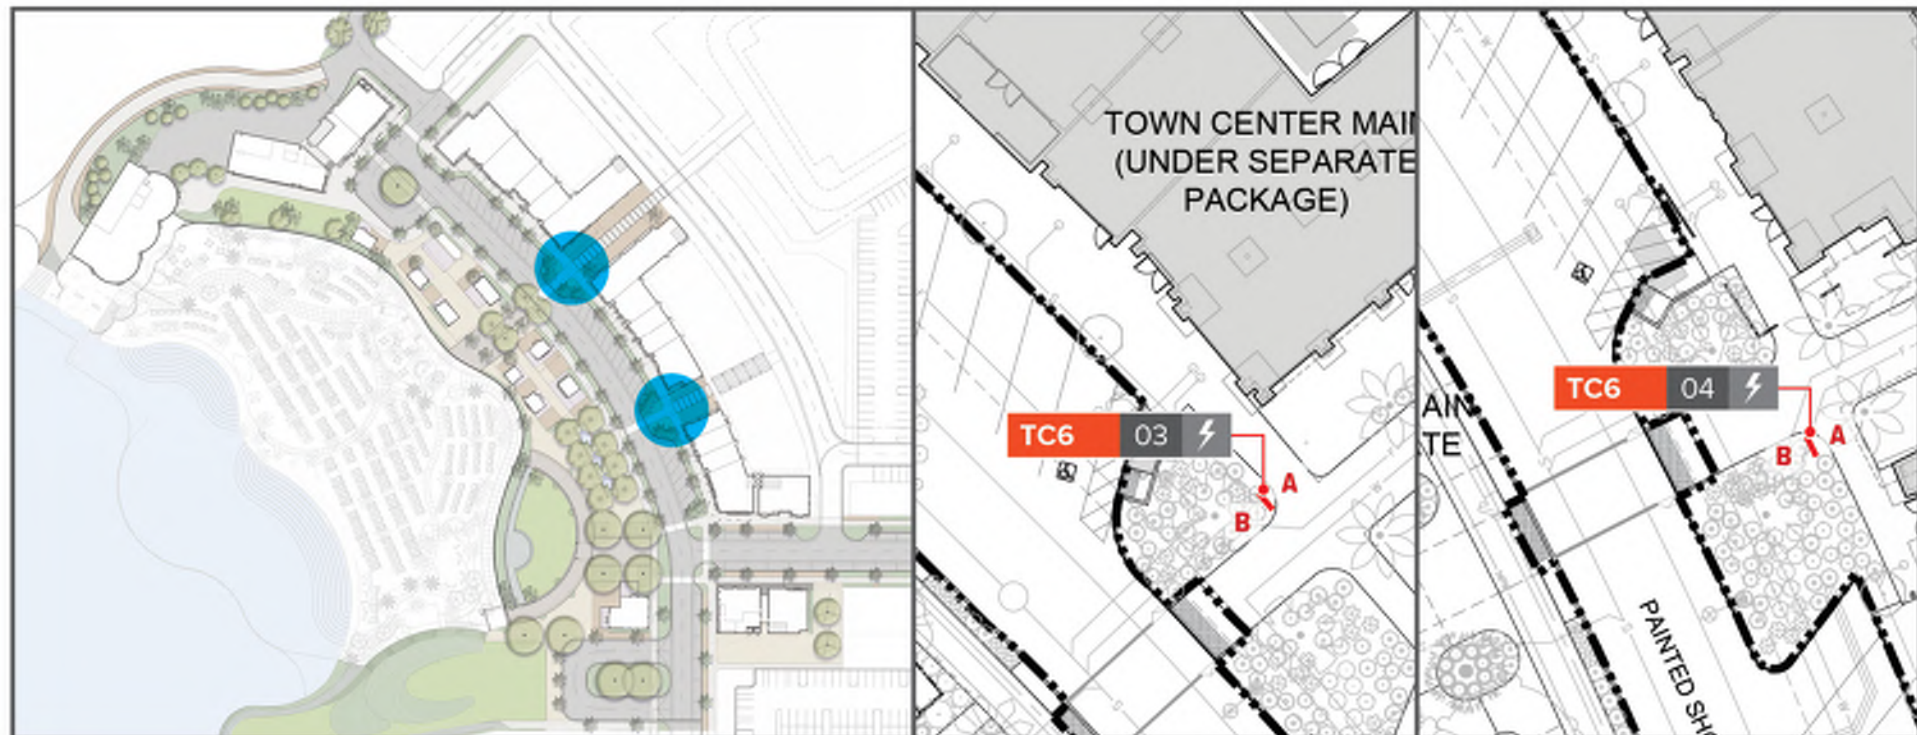 TOWN CENTER MAI
(UNDER SEPARATE
PACKAGE)
TC6 03
A
B
TC6 04
A
B
AIN
TE
PAINTED SH